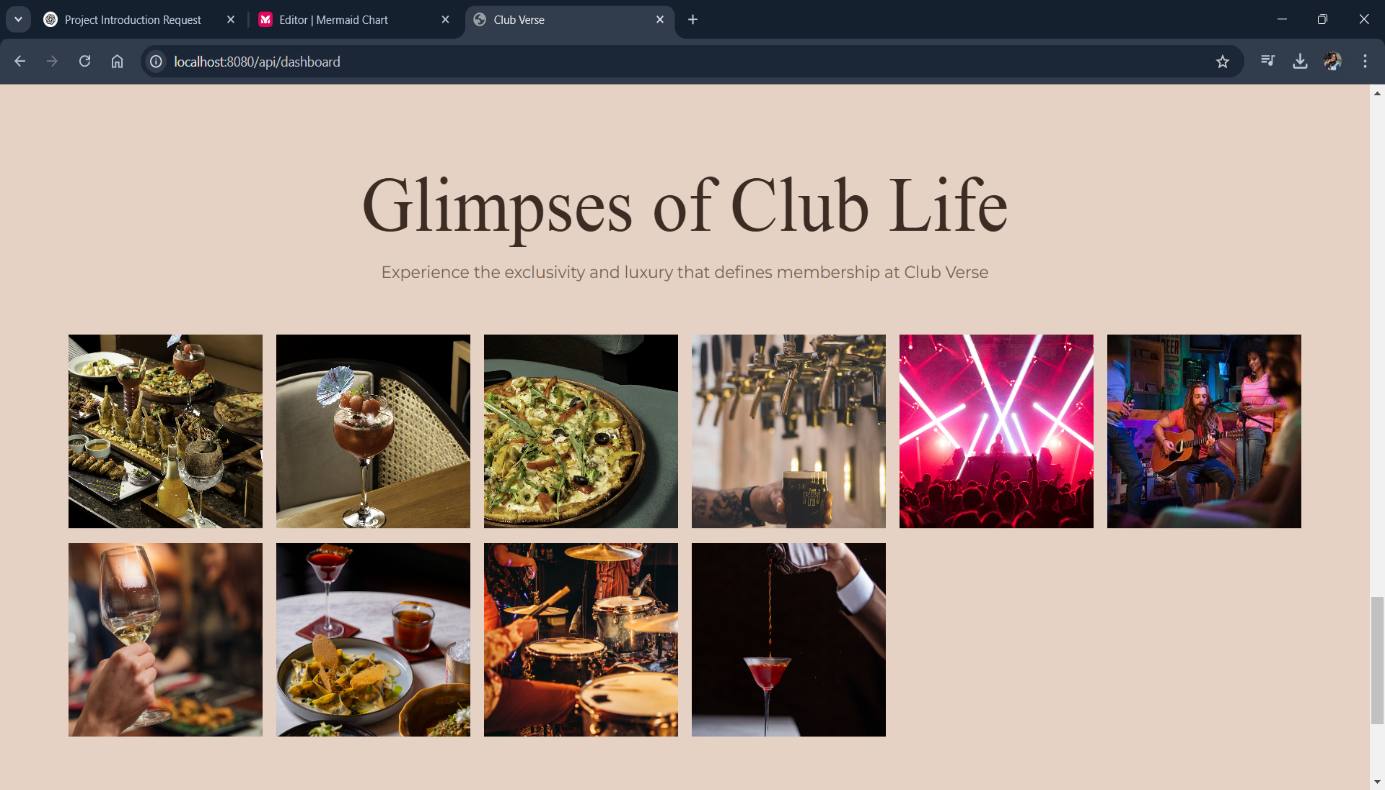 Project Introduction Request
Editor | Mermaid Chart
Club Verse
localhost:8080/api/dashboard
Glimpses of Club Life
Experience the exclusivity and luxury that defines membership at Club Verse